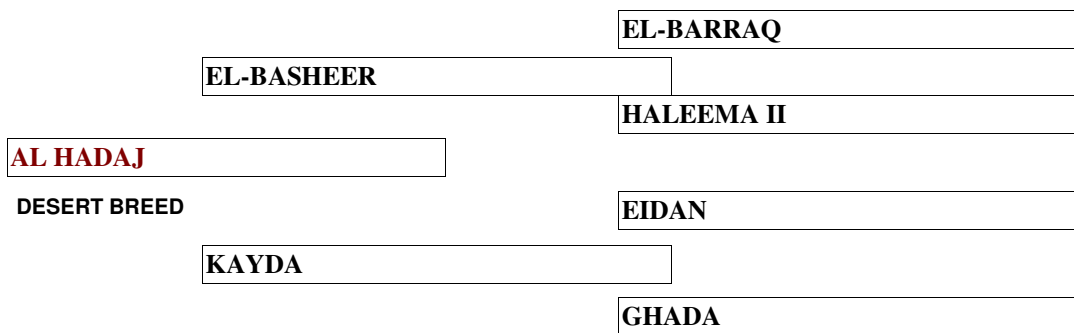 EL-BARRAQ
EL-BASHEER
HALEEMA II
AL HADAJ
DESERT BREED
EIDAN
KAYDA
GHADA